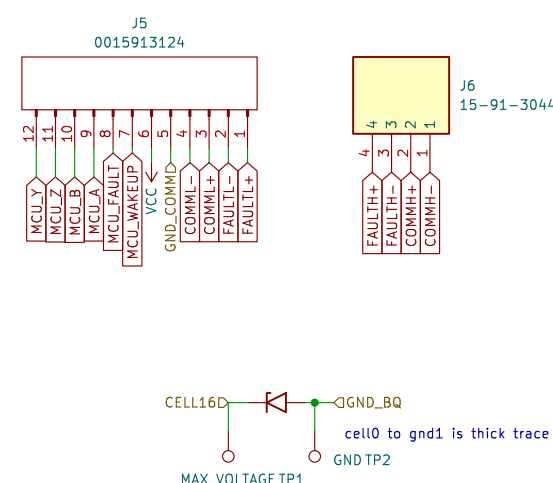 J5
0015913124
12
11
10
9
8
7
6
5
4
3
2
1
MCU_Y
MCU_Z
MCU_B
MCU_A
MCU_FAULT
MCU_WAKEUP
VCC
GND_COMM
COMML-
COMML+
FAULTL-
FAULTL+
J6
15-91-3044
4
3
2
1
4
3
2
1
FAULTH+
FAULTH-
COMMH+
COMMH-
CELL16
GND_BQ
cell0 to gnd1 is thick trace
GND TP2
MAX_VOLTAGE TP1